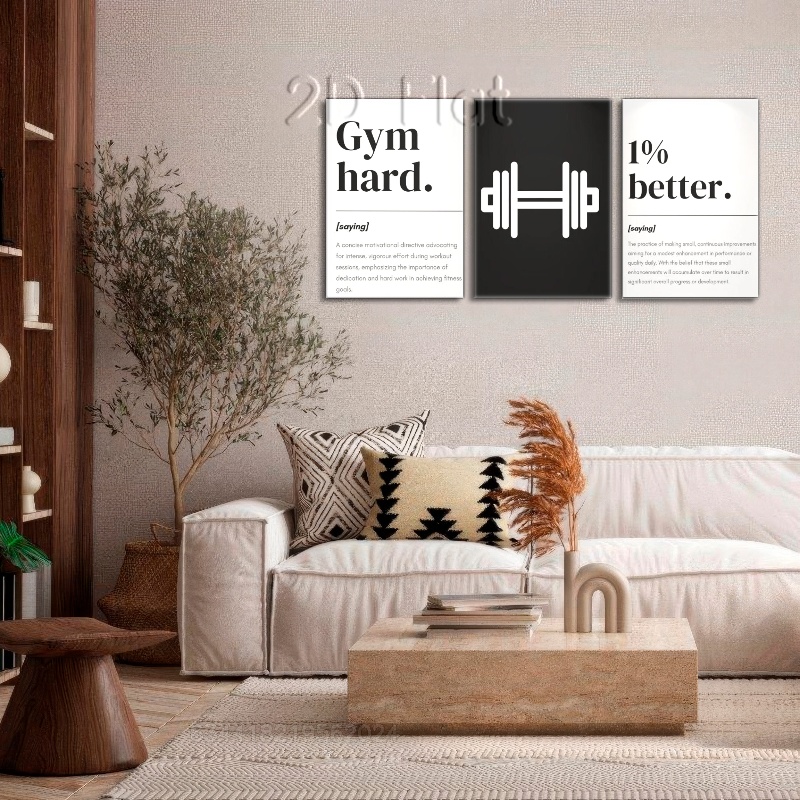 2D Flat
Gym
hard.
[saying]
A concise motivational directive advocating
for intense, vigorous effort during workout
sessions, emphasizing the importance of
dedication and hard work in achieving fitness
goals.
1%
better.
[saying]
The practice of making small, continuous improvements
aiming for a modest enhancement in performance or
quality daily. With the belief that these small
enhancements will accumulate over time to result in
significant overall progress or development.